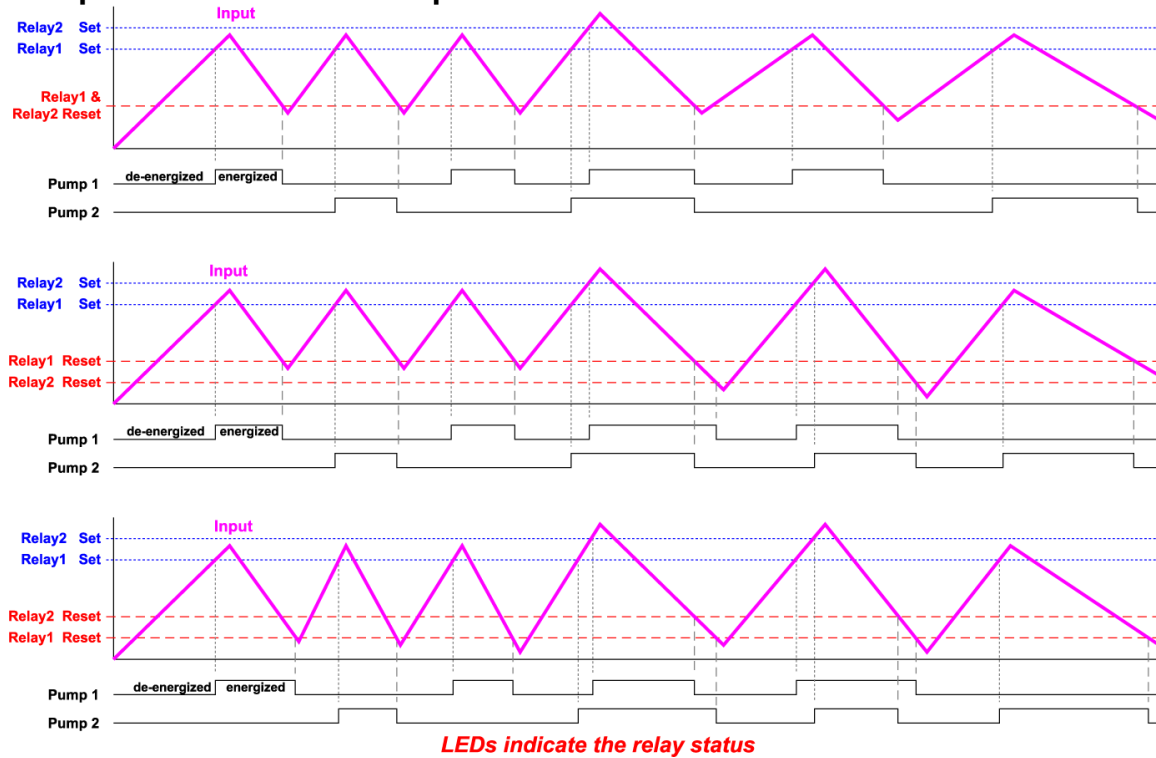 Input
Relay2 Set
Relay1 Set
Relay1 &
Relay2 Reset
de-energized energized
Pump 1
Pump 2
Input
Relay2 Set
Relay1 Set
Relay1 Reset
Relay2 Reset
de-energized energized
Pump 1
Pump 2
Input
Relay2 Set
Relay1 Set
Relay2 Reset
Relay1 Reset
de-energized energized
Pump 1
Pump 2
LEDs indicate the relay status